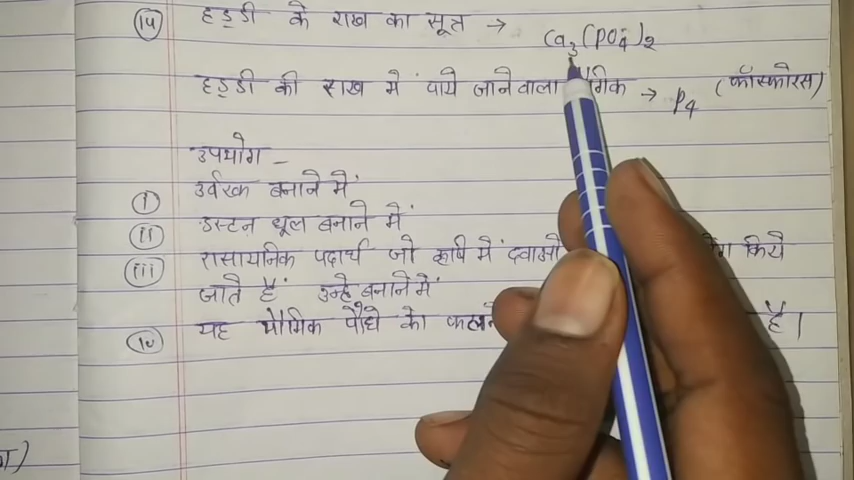 (14) हड्डी के राख का सूत्र → Ca3(PO4)2
हड्डी की राख में पाये जाने वाला → P4 (फॉस्फोरस)
उपयोग -
(i) उर्वरक बनाने में
(ii) डस्टन धूल बनाने में
(iii) रासायनिक पदार्थ जो कृषि में किये
जाते हैं उन्हे बनाने में
(iv) यह यौगिक पौधे को है।